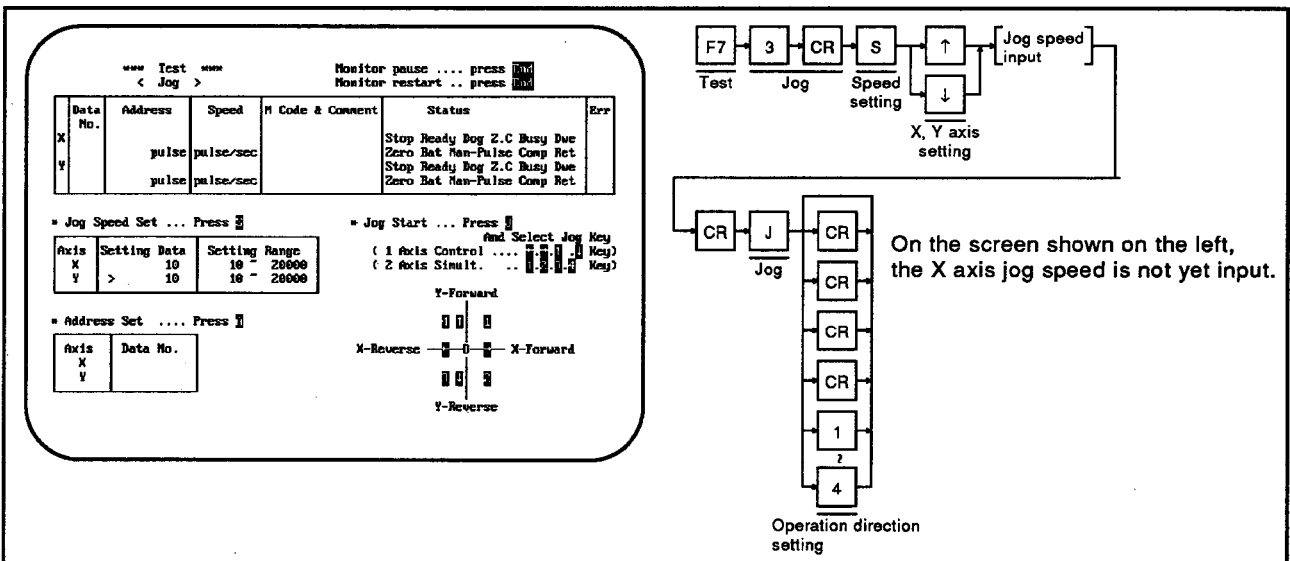 *** Test ***
< Jog >
Monitor pause .... press End
Monitor restart .. press End
Data No. Address Speed M Code & Comment Status Err
X Stop Ready Dog Z.C Busy Dwe
pulse pulse/sec Zero Bat Man-Pulse Comp Ret
Y Stop Ready Dog Z.C Busy Dwe
pulse pulse/sec Zero Bat Man-Pulse Comp Ret
* Jog Speed Set ... Press S
Axis Setting Data Setting Range
X 10 10 ~ 20000
Y > 10 10 ~ 20000
* Address Set .... Press
Axis Data No.
X
Y
* Jog Start ... Press J
And Select Jog Key
( 1 Axis Control .... Key)
( 2 Axis Simult. .. Key)
Y-Forward
X-Reverse X-Forward
Y-Reverse
F7 3 CR S ↑ [Jog speed input]
↓
Test Jog Speed setting
X, Y axis setting
CR J CR
Jog
CR
CR
CR
1
~
4
Operation direction setting
On the screen shown on the left,
the X axis jog speed is not yet input.